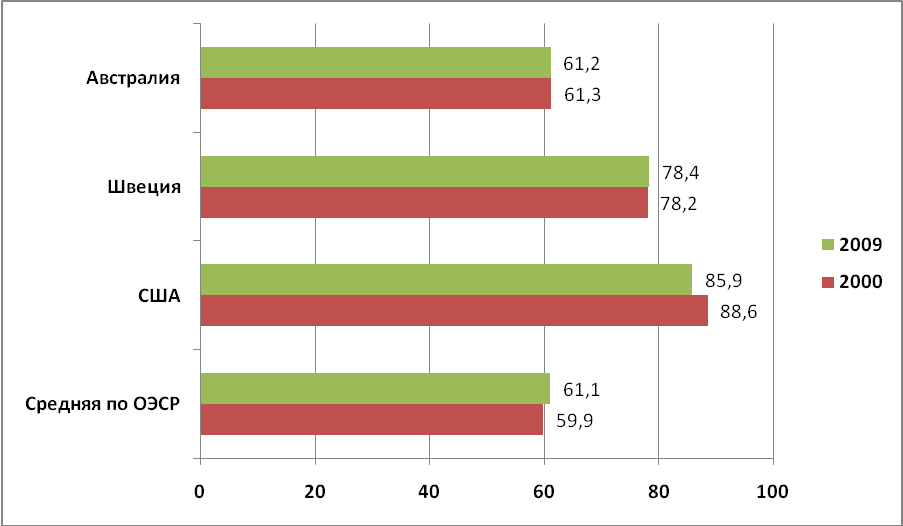 Австралия
61,2
61,3
Швеция
78,4
78,2
США
85,9
88,6
Средняя по ОЭСР
61,1
59,9
0 20 40 60 80 100
2009
2000